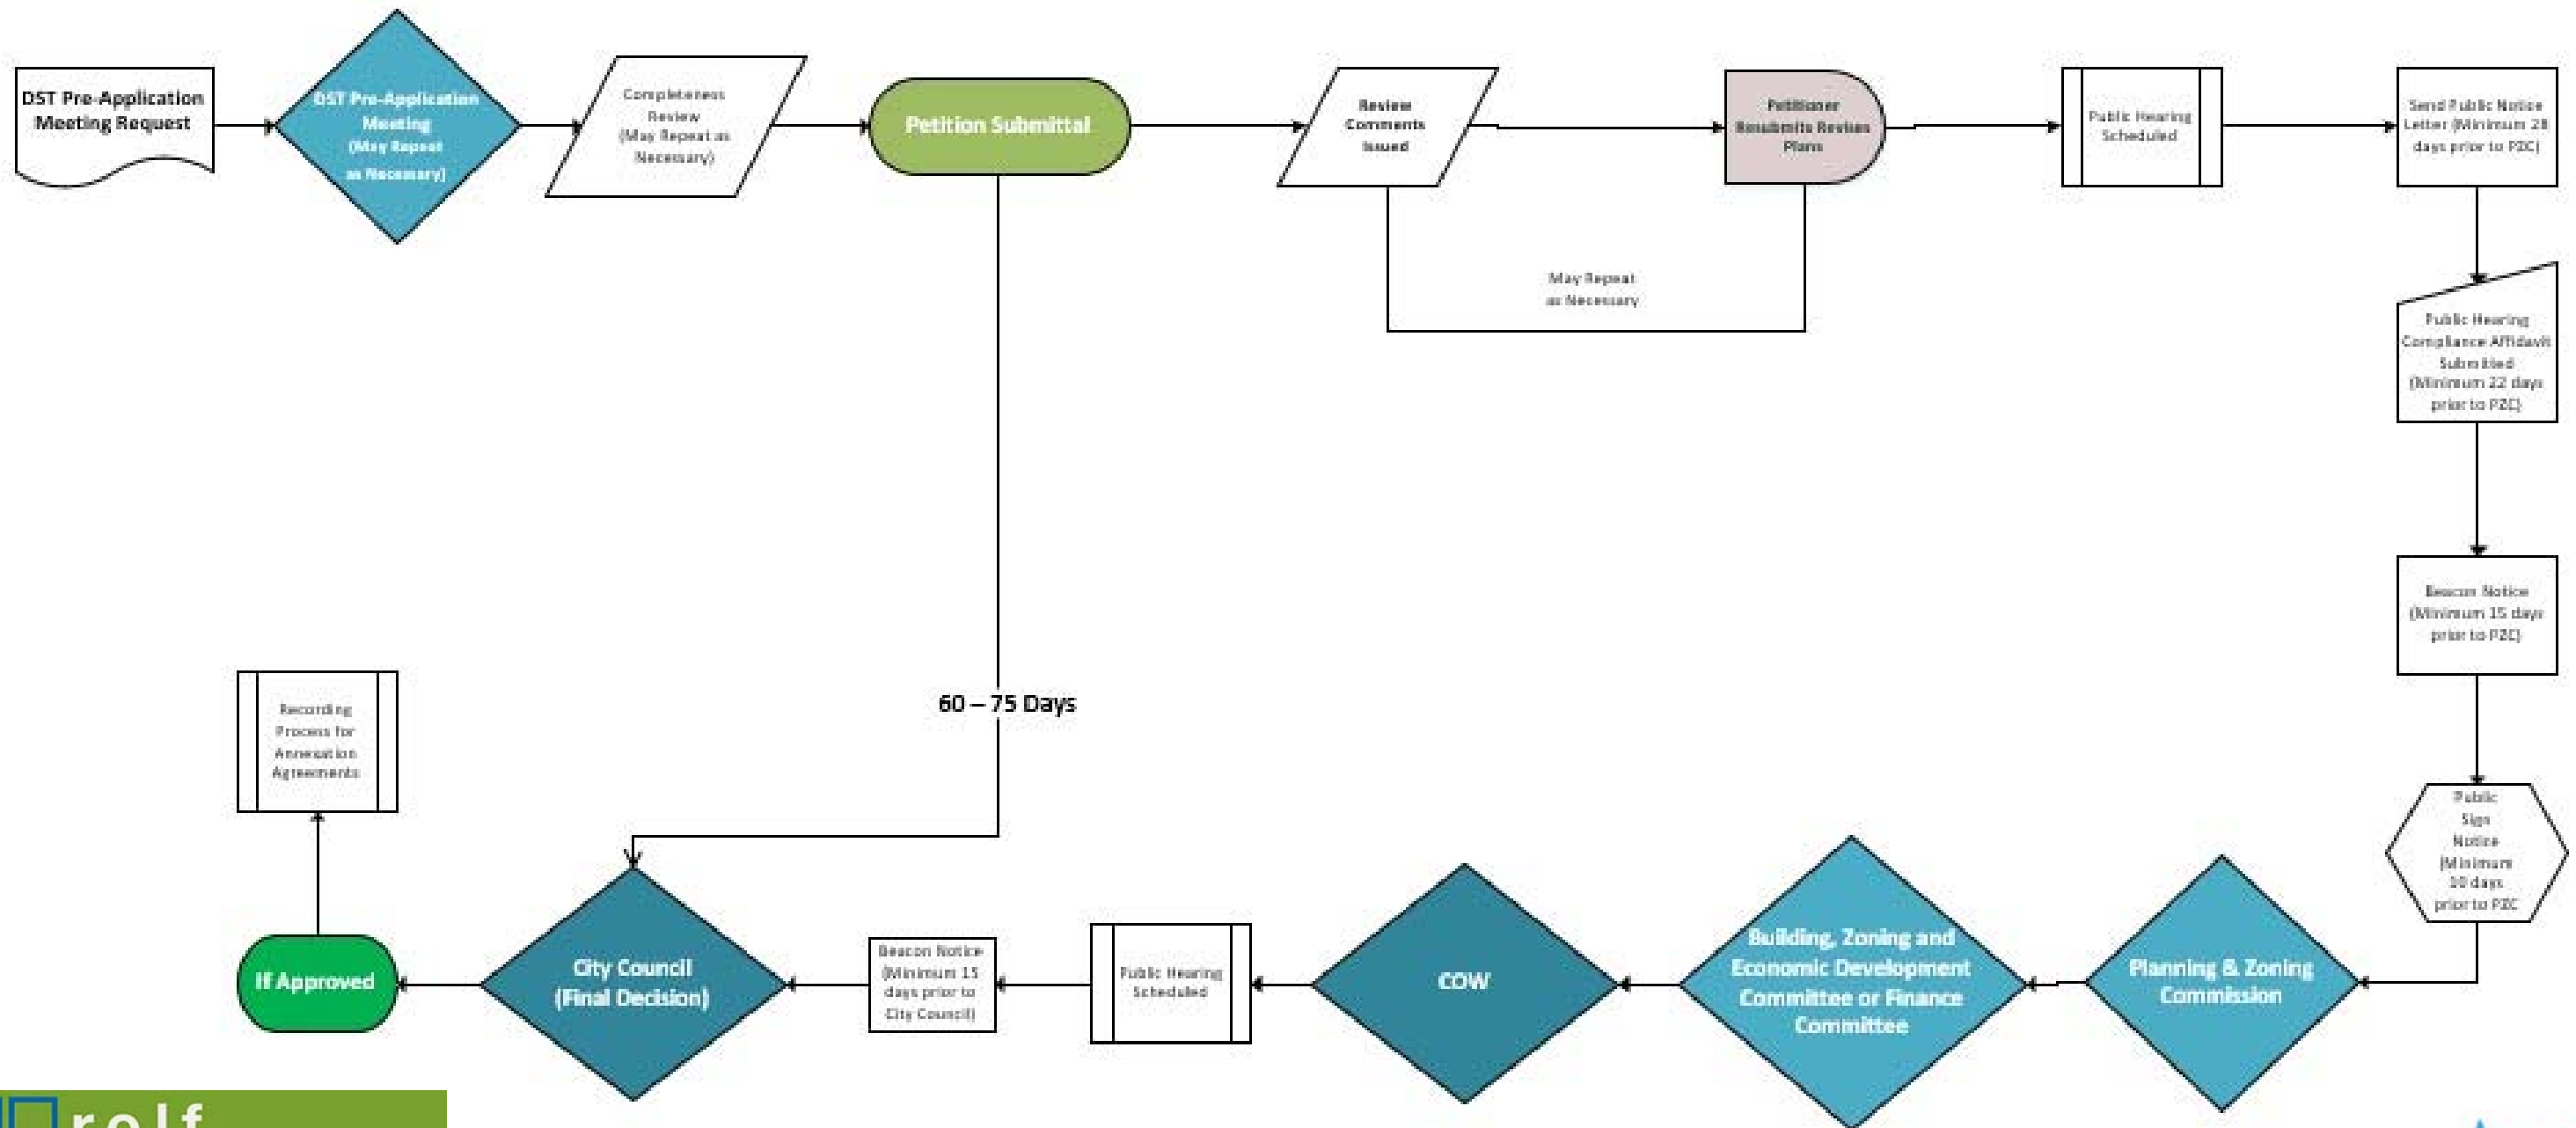 DST Pre-Application
Meeting Request
DST Pre-Application
Meeting
(May Repeat
as Necessary)
Completeness
Review
(May Repeat as
Necessary)
Petition Submittal
Review
Comments
Issued
Petitioner
Resubmits Revises
Plans
Public Hearing
Scheduled
Send Public Notice
Letter (Minimum 28
days prior to PZC)
May Repeat
as Necessary
Public Hearing
Compliance Affidavit
Submitted
(Minimum 22 days
prior to PZC)
Beacon Notice
(Minimum 15 days
prior to PZC)
60 – 75 Days
Recording
Process for
Annexation
Agreements
Public
Sign
Notice
(Minimum
10 days
prior to PZC
If Approved
City Council
(Final Decision)
Beacon Notice
(Minimum 15
days prior to
City Council)
Public Hearing
Scheduled
COW
Building, Zoning and
Economic Development
Committee or Finance
Committee
Planning & Zoning
Commission
rolf